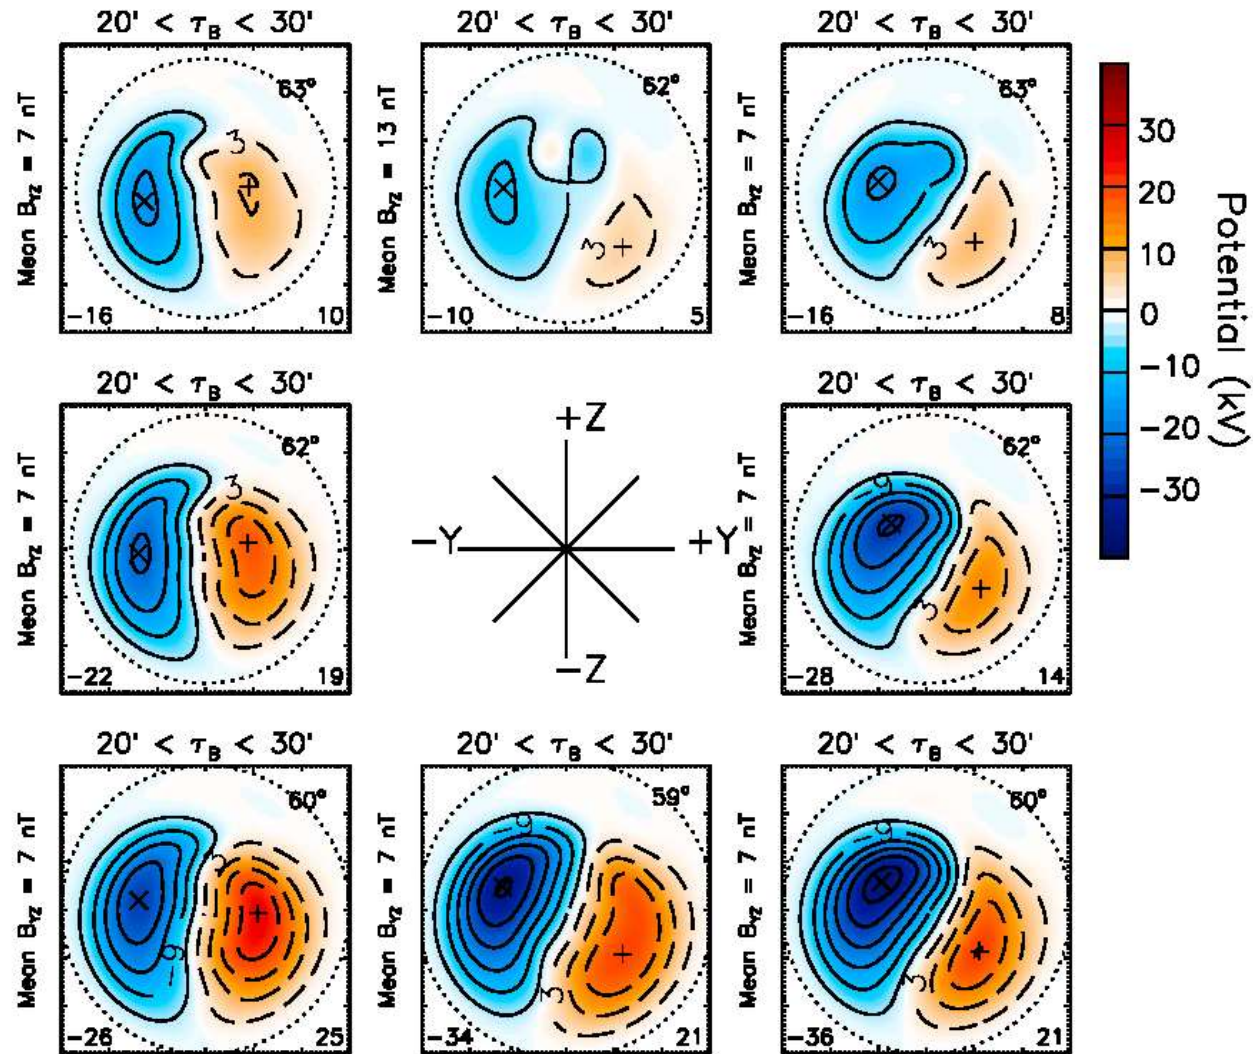 20' < τB < 30'
20' < τB < 30'
20' < τB < 30'
Mean BYZ = 7 nT
63°
3
-16
10
Mean BYZ = 13 nT
62°
3
-10
5
Mean BYZ = 7 nT
63°
3
-16
8
30
20
10
0
-10
-20
-30
Potential (kV)
20' < τB < 30'
20' < τB < 30'
Mean BYZ = 7 nT
62°
3
-22
19
+Z
-Y
+Y
-Z
Mean BYZ = 7 nT
62°
-9
3
-28
14
20' < τB < 30'
20' < τB < 30'
20' < τB < 30'
Mean BYZ = 7 nT
60°
3
-9
-26
25
Mean BYZ = 7 nT
59°
-9
3
-34
21
Mean BYZ = 7 nT
60°
-9
3
-36
21